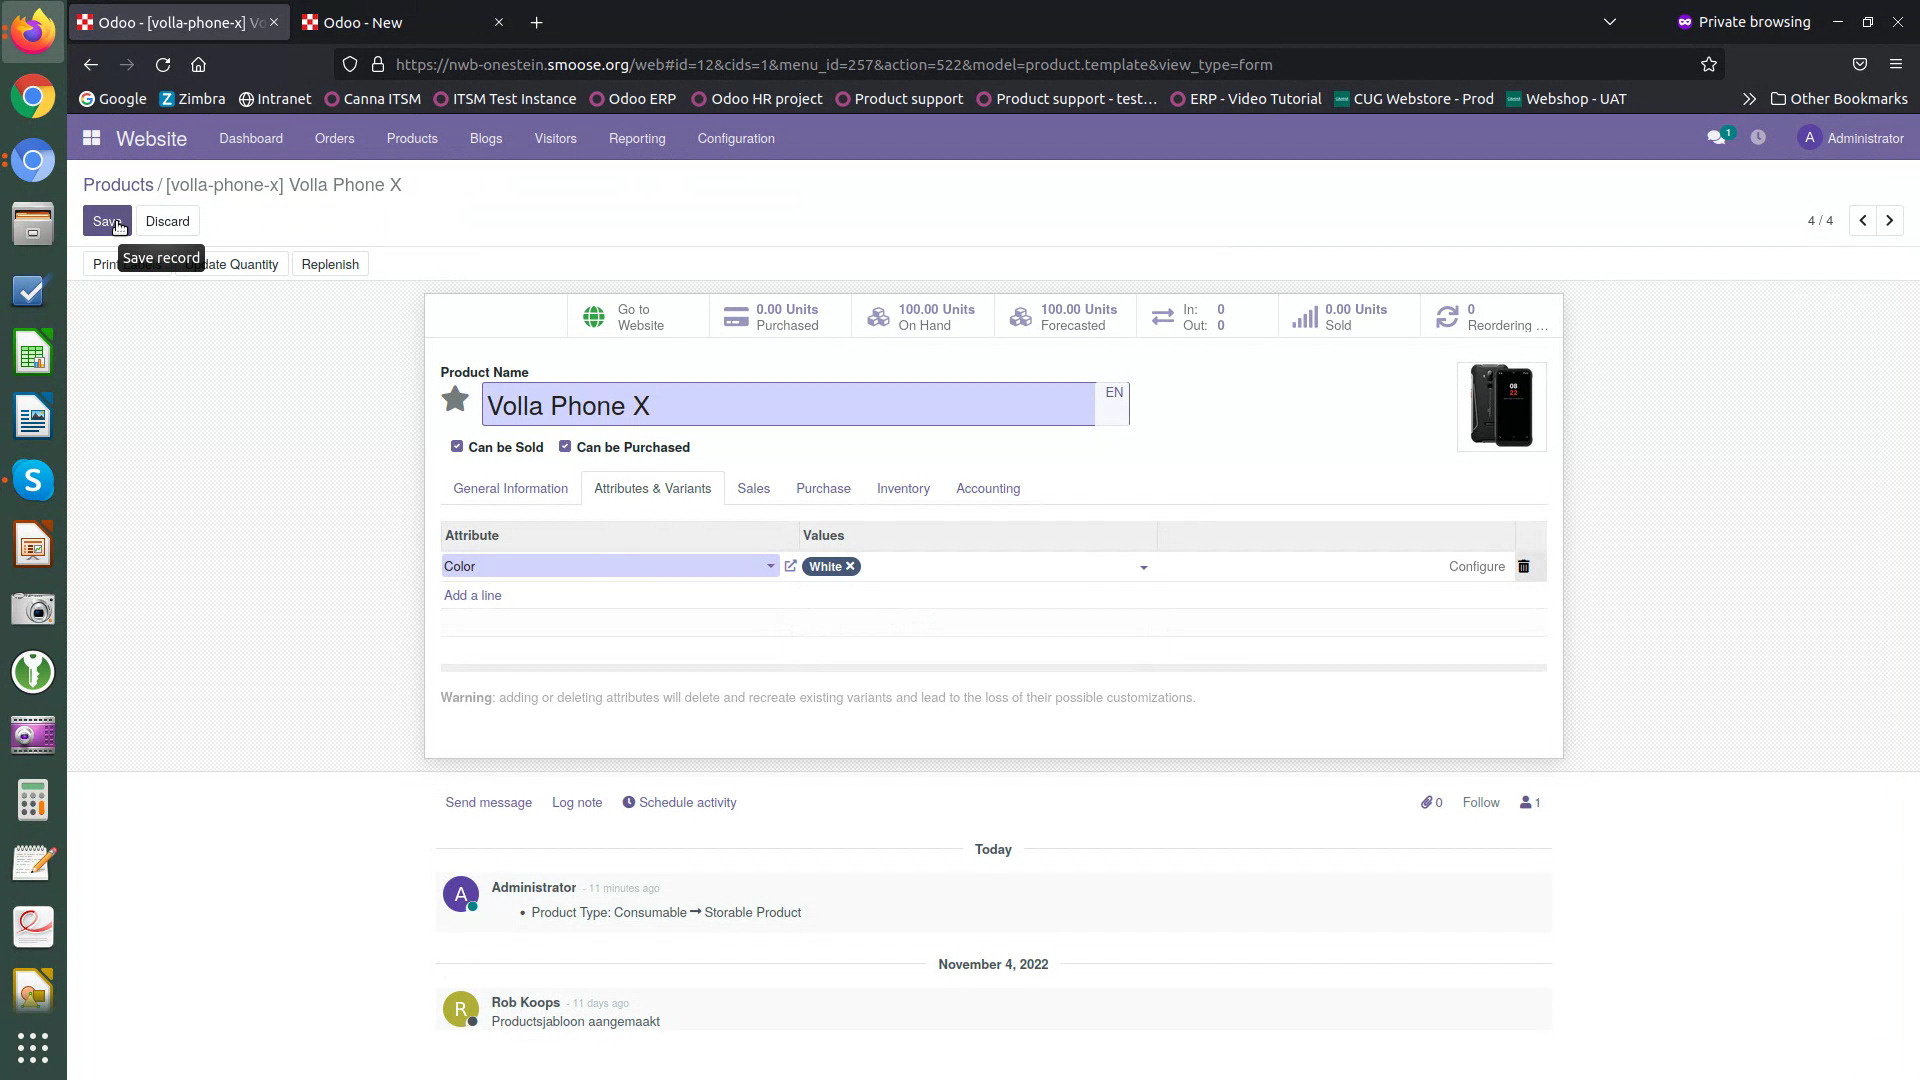 Odoo - [volla-phone-x] Vo
Odoo - New
Private browsing
https://nwb-onestein.smoose.org/web#id=12&cids=1&menu_id=257&action=522&model=product.template&view_type=form
Google
Zimbra
Intranet
Canna ITSM
ITSM Test Instance
Odoo ERP
Odoo HR project
Product support
Product support - test…
ERP - Video Tutorial
CUG Webstore - Prod
Webshop - UAT
Other Bookmarks
Website
Dashboard
Orders
Products
Blogs
Visitors
Reporting
Configuration
1
A
Administrator
Products / [volla-phone-x] Volla Phone X
Save
Discard
4 / 4
Save record
Print Labels
Update Quantity
Replenish
Go to
Website
0.00 Units
Purchased
100.00 Units
On Hand
100.00 Units
Forecasted
In: 0
Out: 0
0.00 Units
Sold
0
Reordering ...
Product Name
Volla Phone X
EN
08
22
Can be Sold
Can be Purchased
General Information
Attributes & Variants
Sales
Purchase
Inventory
Accounting
Attribute
Values
Color
White
Configure
Add a line
Warning: adding or deleting attributes will delete and recreate existing variants and lead to the loss of their possible customizations.
Send message
Log note
Schedule activity
0
Follow
1
Today
A
Administrator - 11 minutes ago
• Product Type: Consumable → Storable Product
November 4, 2022
R
Rob Koops - 11 days ago
Productsjabloon aangemaakt